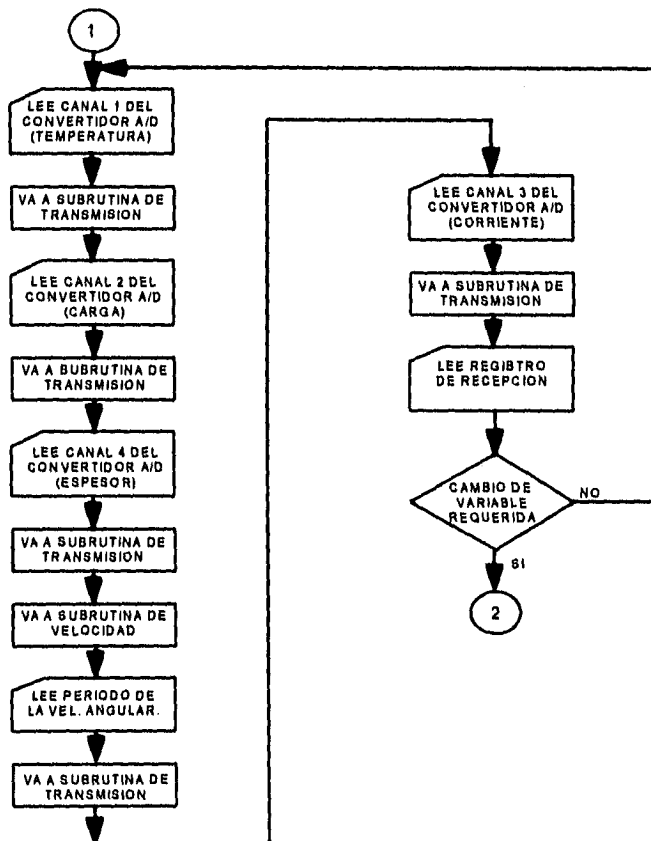 1
LEE CANAL 1 DEL
CONVERTIDOR A/D
(TEMPERATURA)
VA A SUBRUTINA DE
TRANSMISION
LEE CANAL 2 DEL
CONVERTIDOR A/D
(CARGA)
VA A SUBRUTINA DE
TRANSMISION
LEE CANAL 4 DEL
CONVERTIDOR A/D
(ESPESOR)
VA A SUBRUTINA DE
TRANSMISION
VA A SUBRUTINA DE
VELOCIDAD
LEE PERIODO DE
LA VEL. ANGULAR.
VA A SUBRUTINA DE
TRANSMISION
LEE CANAL 3 DEL
CONVERTIDOR A/D
(CORRIENTE)
VA A SUBRUTINA DE
TRANSMISION
LEE REGISTRO
DE RECEPCION
CAMBIO DE
VARIABLE
REQUERIDA
NO
SI
2